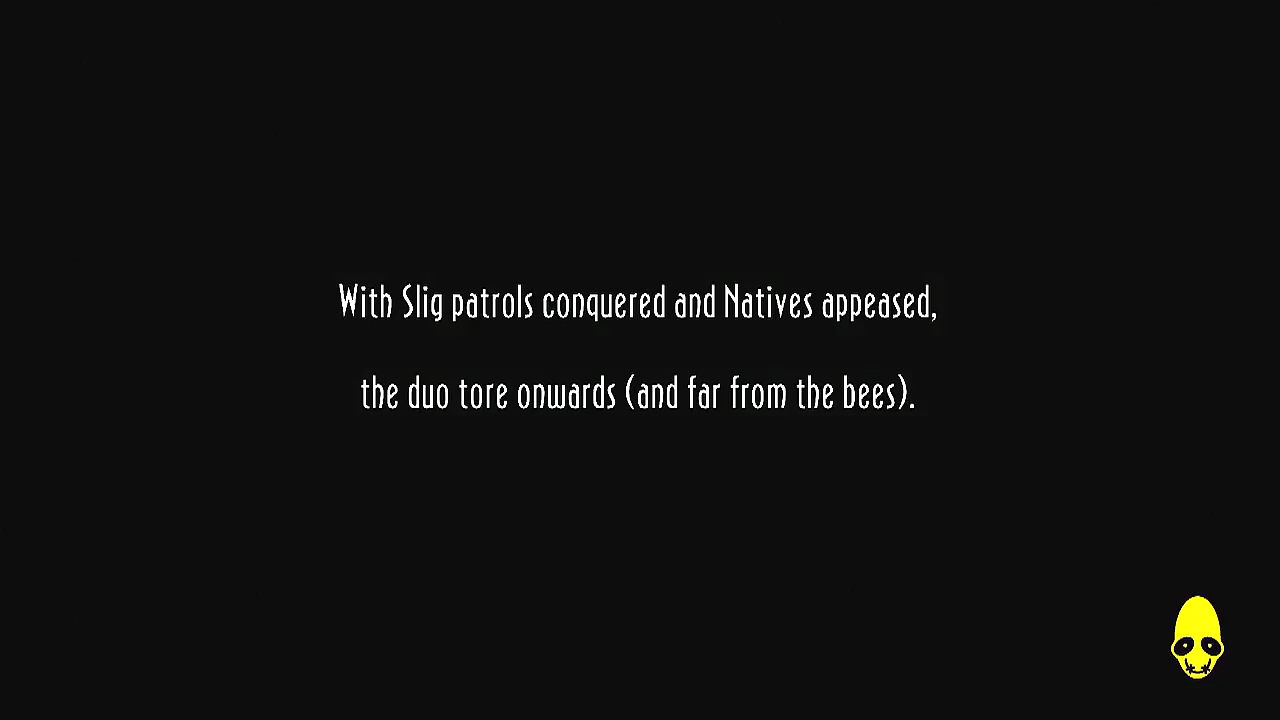 With Slig patrols conquered and Natives appeased,
the duo tore onwards (and far from the bees).